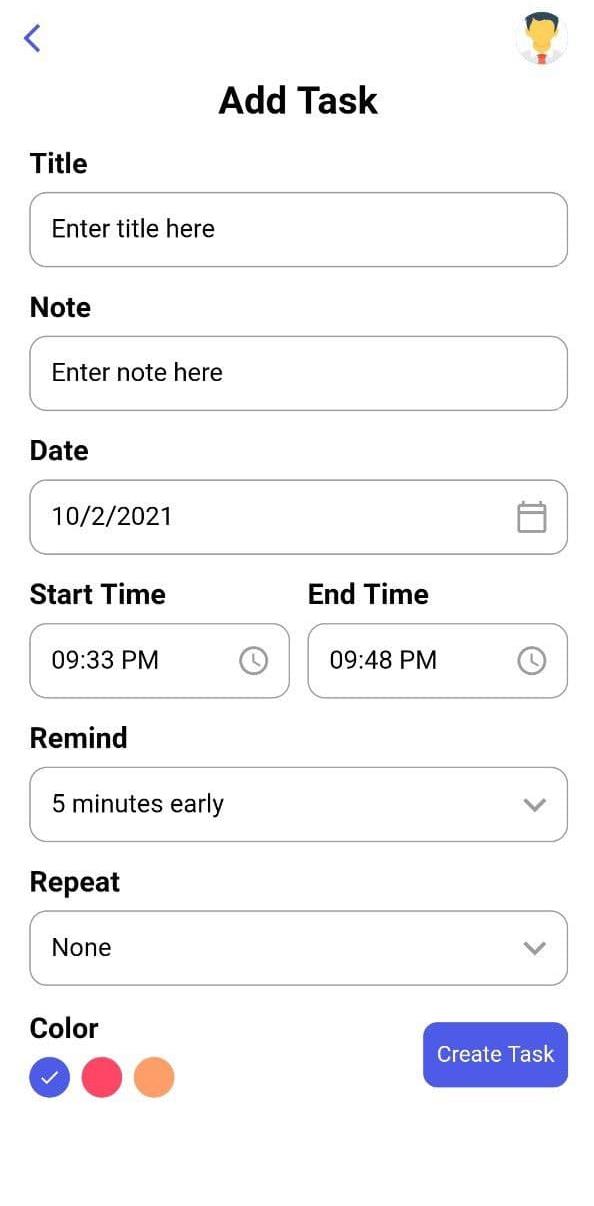 Add Task
Title
Enter title here
Note
Enter note here
Date
10/2/2021
Start Time
End Time
09:33 PM
09:48 PM
Remind
5 minutes early
Repeat
None
Color
Create Task